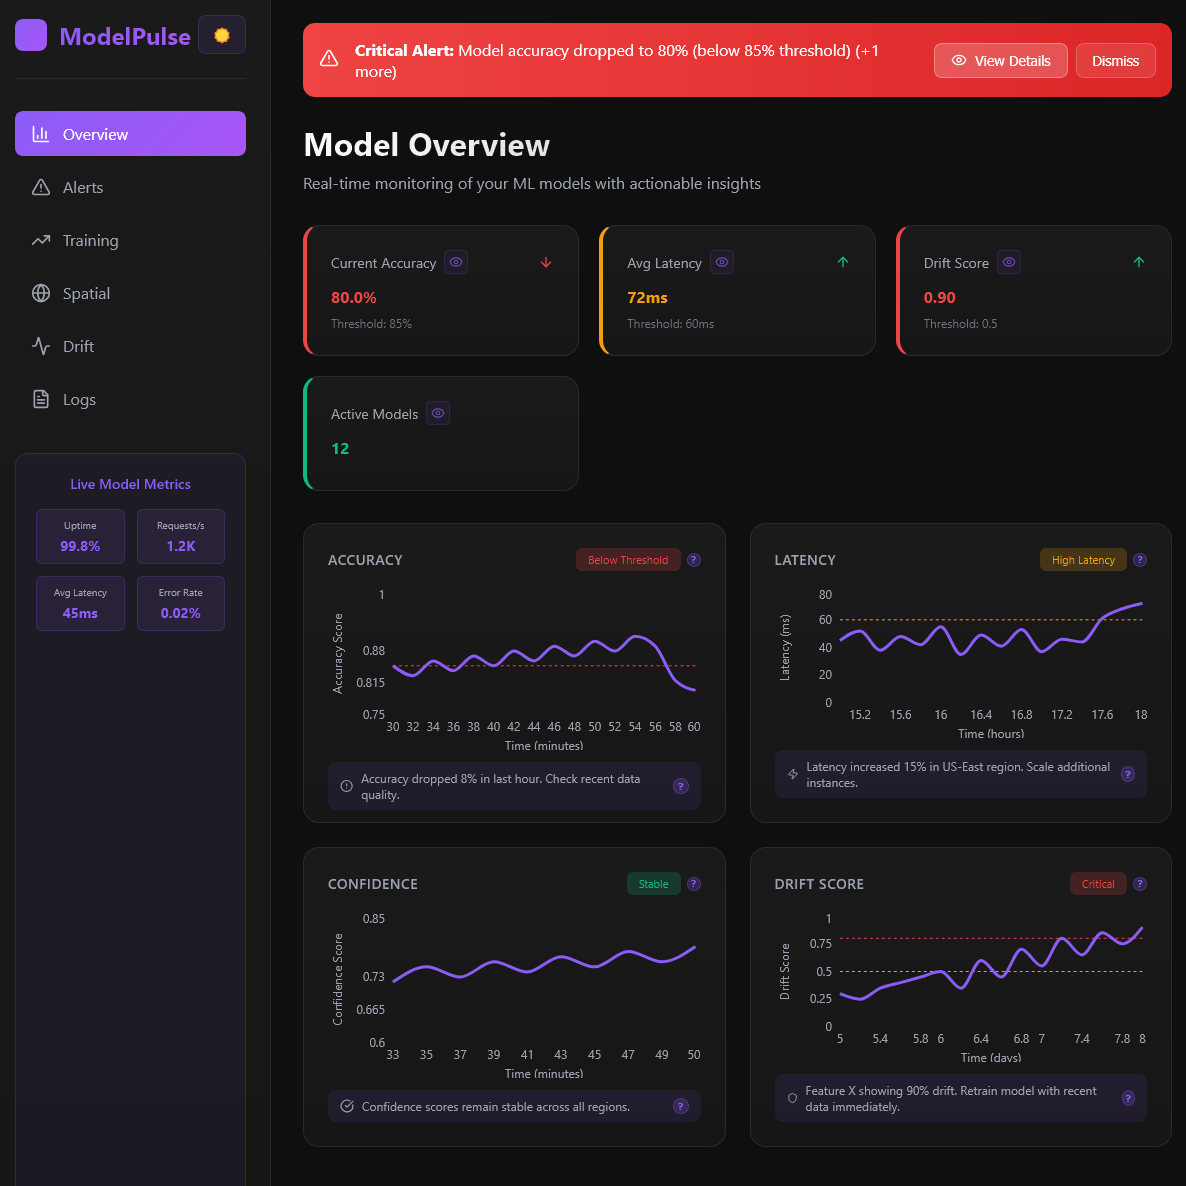 ModelPulse
Overview
Alerts
Training
Spatial
Drift
Logs
Live Model Metrics
Uptime
99.8%
Requests/s
1.2K
Avg Latency
45ms
Error Rate
0.02%
Critical Alert: Model accuracy dropped to 80% (below 85% threshold) (+1
more)
View Details
Dismiss
Model Overview
Real-time monitoring of your ML models with actionable insights
Current Accuracy
80.0%
Threshold: 85%
Avg Latency
72ms
Threshold: 60ms
Drift Score
0.90
Threshold: 0.5
Active Models
12
ACCURACY
Below Threshold
?
Accuracy Score
1
0.88
0.815
0.75
30 32 34 36 38 40 42 44 46 48 50 52 54 56 58 60
Time (minutes)
Accuracy dropped 8% in last hour. Check recent data
quality.
?
LATENCY
High Latency
?
Latency (ms)
80
60
40
20
0
15.2 15.6 16 16.4 16.8 17.2 17.6 18
Time (hours)
Latency increased 15% in US-East region. Scale additional
instances.
?
CONFIDENCE
Stable
?
Confidence Score
0.85
0.73
0.665
0.6
33 35 37 39 41 43 45 47 49 50
Time (minutes)
Confidence scores remain stable across all regions.
?
DRIFT SCORE
Critical
?
Drift Score
1
0.75
0.5
0.25
0
5 5.4 5.8 6 6.4 6.8 7 7.4 7.8 8
Time (days)
Feature X showing 90% drift. Retrain model with recent
data immediately.
?